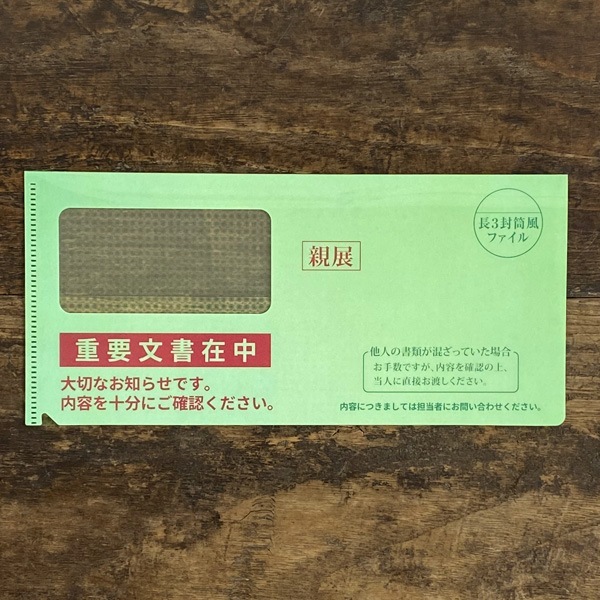 長3封筒風
ファイル
親展
重要文書在中
大切なお知らせです。
内容を十分にご確認ください。
他人の書類が混ざっていた場合
お手数ですが、内容を確認の上、
当人に直接お渡しください。
内容につきましては担当者にお問い合わせください。